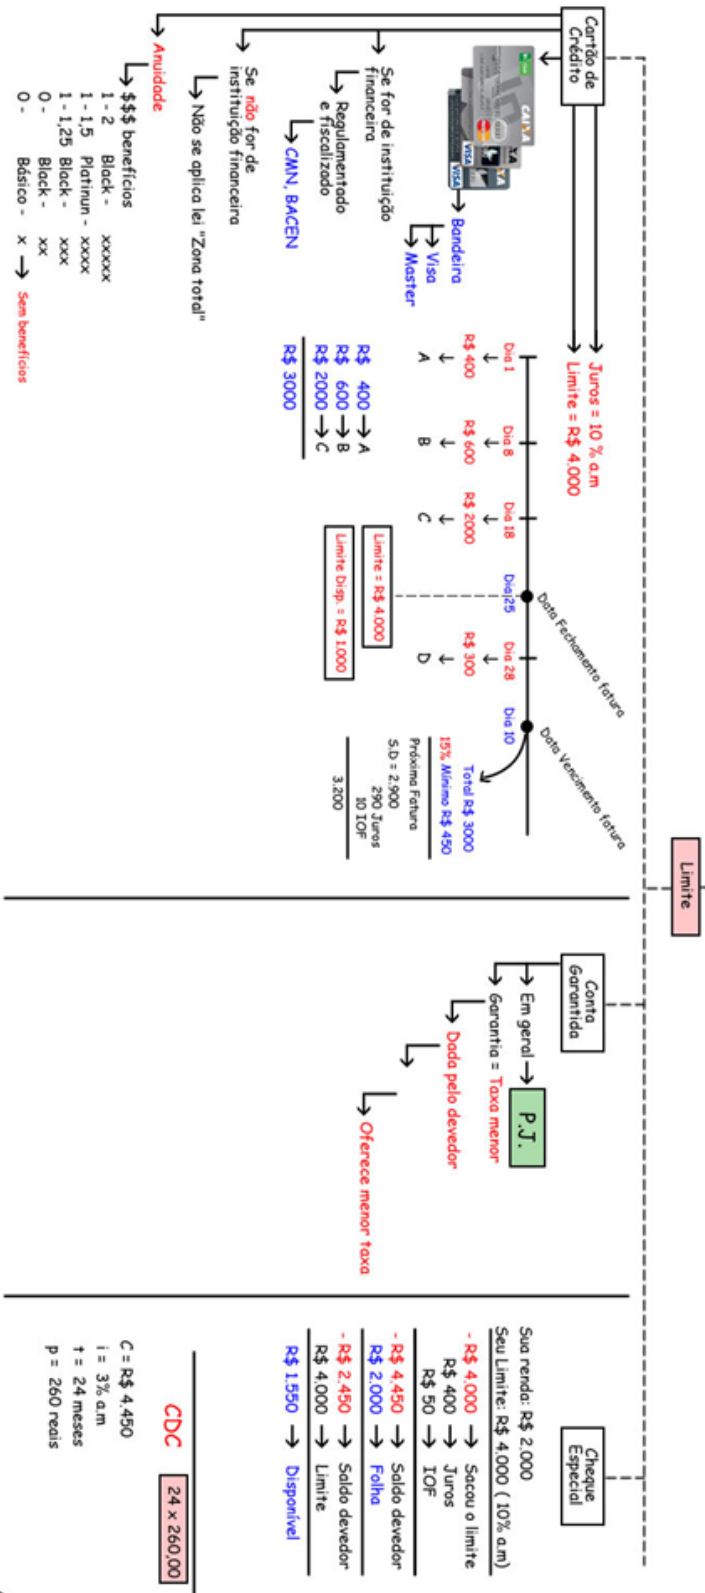 Limite
Cartão de
Crédito
Juros = 10 % a.m
Limite = R$ 4.000
CAIXA
VISA
VISA
Bandeira
Visa
Master
Se for de instituição
financeira
Regulamentado
e fiscalizado
CMN, BACEN
Se não for de
instituição financeira
Não se aplica lei "Zona total"
Anuidade
$$$ benefícios
1 - 2 Black - xxxxx
1 - 1,5 Platinun - xxxx
1 - 1,25 Black - xxx
0 - Black - xx
0 - Básico - x → Sem benefícios
Data Fechamento fatura
Data Vencimento fatura
Dia 1 Dia 8 Dia 18 Dia 25 Dia 28 Dia 10
R$ 400 R$ 600 R$ 2000 R$ 300
A B C D
R$ 400 → A
R$ 600 → B
R$ 2000 → C
R$ 3000
Limite = R$ 4.000
Limite Disp. = R$ 1.000
Total R$ 3000
15% Mínimo R$ 450
Próxima Fatura
S.D = 2.900
290 Juros
10 IOF
3.200
Conta
Garantida
Em geral → P.J.
Garantia = Taxa menor
Dada pelo devedor
Oferece menor taxa
Cheque
Especial
Sua renda: R$ 2.000
Seu Limite: R$ 4.000 ( 10% a.m)
- R$ 4.000 → Sacou o limite
R$ 400 → Juros
R$ 50 → IOF
- R$ 4.450 → Saldo devedor
R$ 2.000 → Folha
- R$ 2.450 → Saldo devedor
R$ 4.000 → Limite
R$ 1.550 → Disponível
CDC 24 x 260,00
C = R$ 4.450
i = 3% a.m
t = 24 meses
p = 260 reais